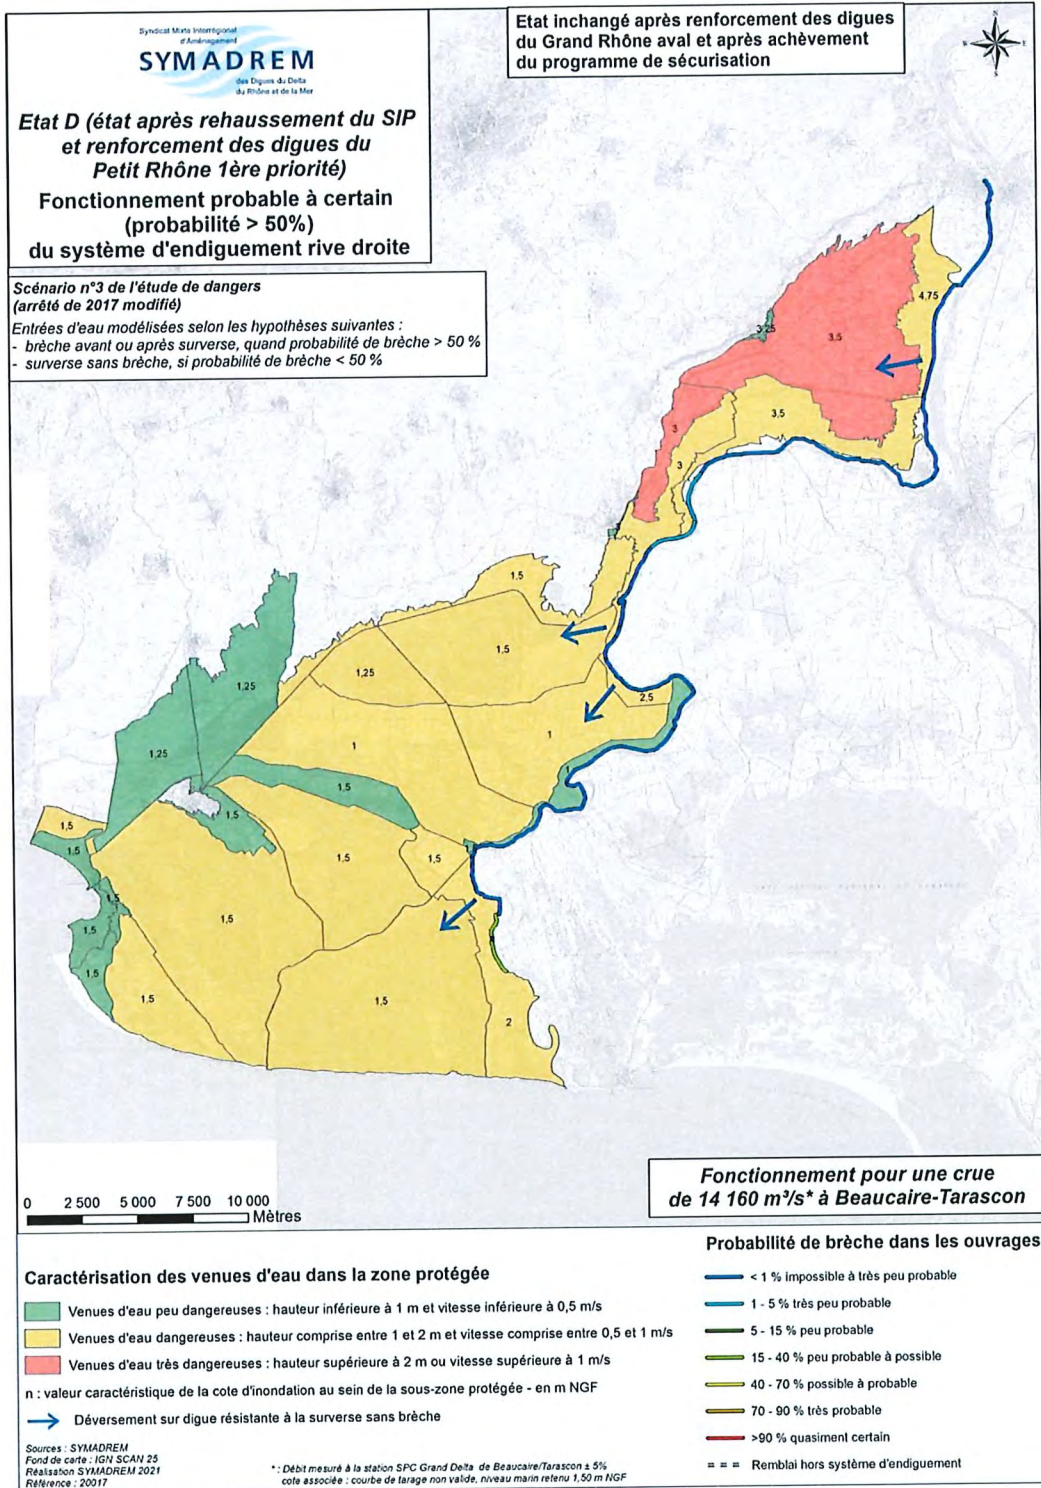 Syndicat Mixte Interrégional
d'Aménagement
SYMADREM
des Digues du Delta
du Rhône et de la Mer
Etat D (état après rehaussement du SIP
et renforcement des digues du
Petit Rhône 1ère priorité)
Fonctionnement probable à certain
(probabilité > 50%)
du système d'endiguement rive droite
Etat inchangé après renforcement des digues
du Grand Rhône aval et après achèvement
du programme de sécurisation
N
E
S
Scénario n°3 de l'étude de dangers
(arrêté de 2017 modifié)
Entrées d'eau modélisées selon les hypothèses suivantes :
- brèche avant ou après surverse, quand probabilité de brèche > 50 %
- surverse sans brèche, si probabilité de brèche < 50 %
4,75
3,25
3,5
3,5
3
3
1,5
1,5
1,25
1,25
2,5
1
1
1
1,25
1,5
1,5
1,5
1,5
1,5
1,5
1,5
1,5
1,5
1,5
1,5
1,5
2
0 2 500 5 000 7 500 10 000
Mètres
Fonctionnement pour une crue
de 14 160 m³/s* à Beaucaire-Tarascon
Caractérisation des venues d'eau dans la zone protégée
Venues d'eau peu dangereuses : hauteur inférieure à 1 m et vitesse inférieure à 0,5 m/s
Venues d'eau dangereuses : hauteur comprise entre 1 et 2 m et vitesse comprise entre 0,5 et 1 m/s
Venues d'eau très dangereuses : hauteur supérieure à 2 m ou vitesse supérieure à 1 m/s
n : valeur caractéristique de la cote d'inondation au sein de la sous-zone protégée - en m NGF
Déversement sur digue résistante à la surverse sans brèche
Sources : SYMADREM
Fond de carte : IGN SCAN 25
Réalisation SYMADREM 2021
Référence : 20017
* : Débit mesuré à la station SPC Grand Delta de Beaucaire/Tarascon ± 5%
cote associée : courbe de tarage non valide, niveau marin retenu 1,50 m NGF
Probabilité de brèche dans les ouvrages
< 1 % impossible à très peu probable
1 - 5 % très peu probable
5 - 15 % peu probable
15 - 40 % peu probable à possible
40 - 70 % possible à probable
70 - 90 % très probable
>90 % quasiment certain
Remblai hors système d'endiguement